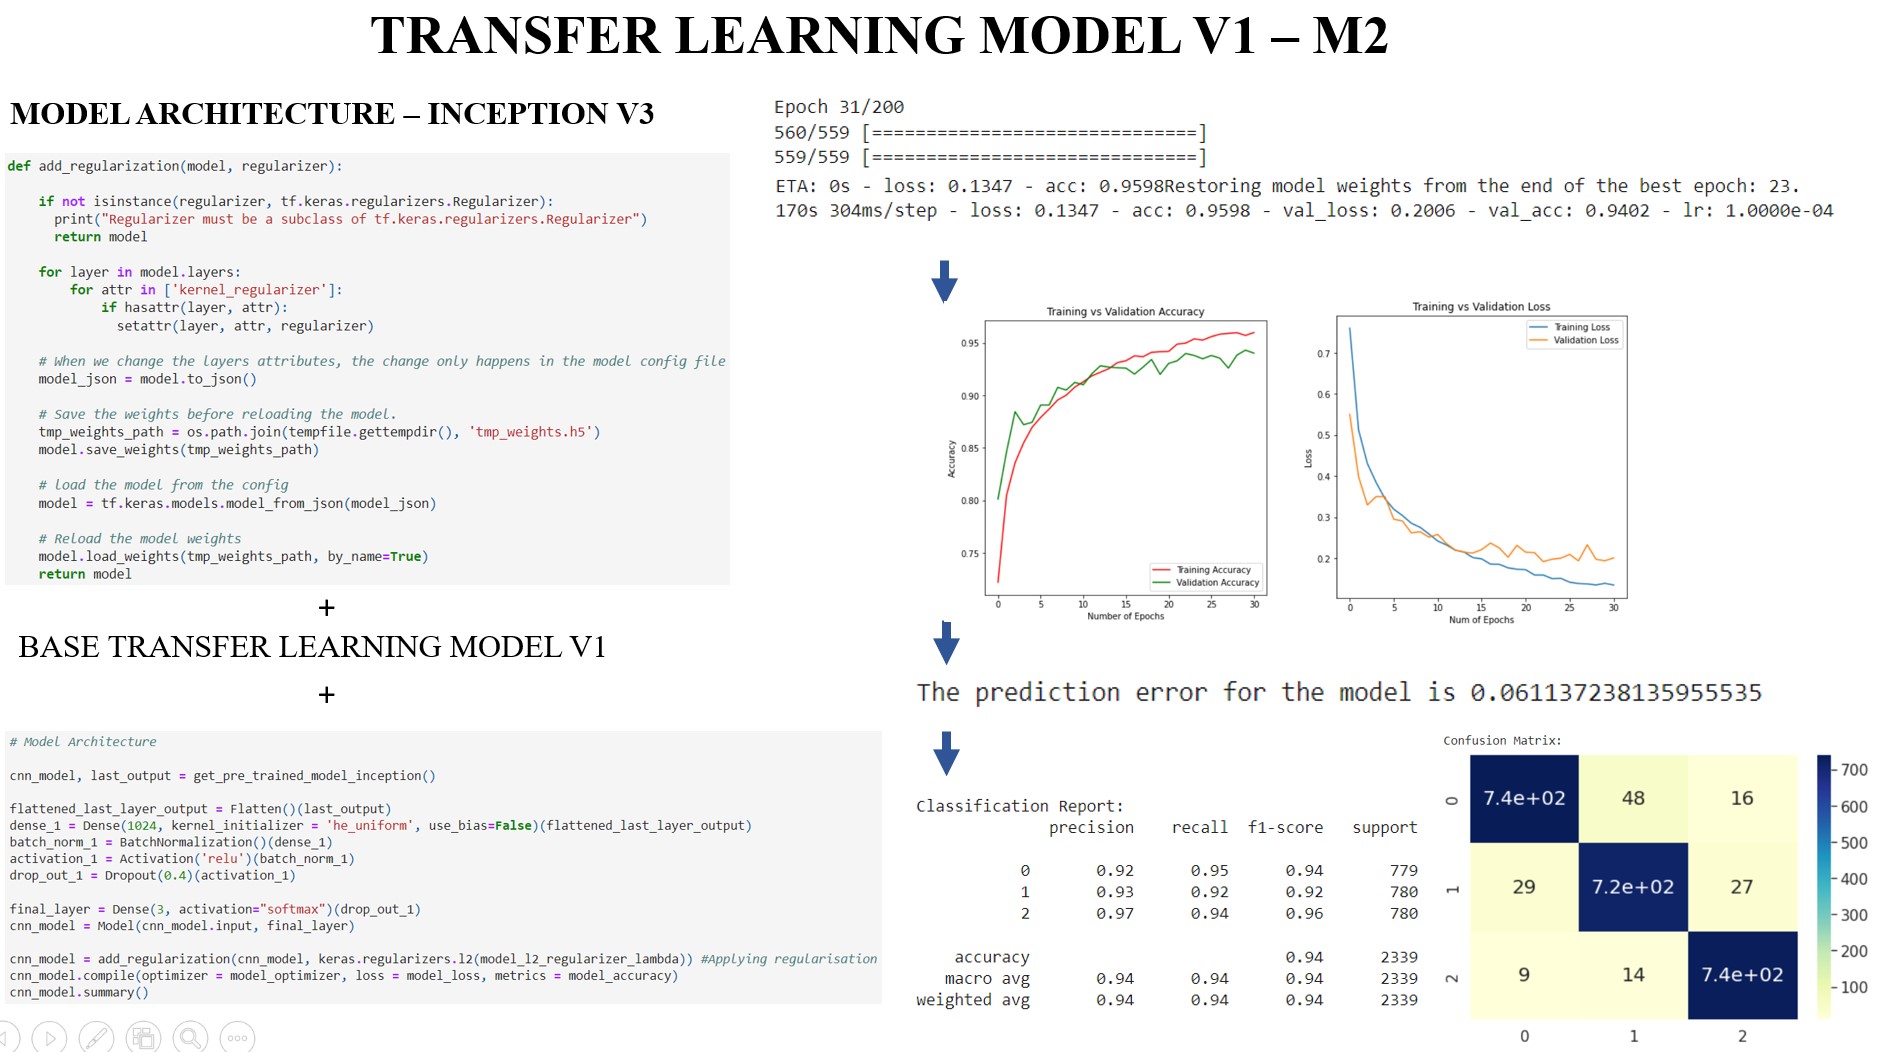 TRANSFER LEARNING MODEL V1 – M2
MODEL ARCHITECTURE – INCEPTION V3
def add_regularization(model, regularizer):
if not isinstance(regularizer, tf.keras.regularizers.Regularizer):
print("Regularizer must be a subclass of tf.keras.regularizers.Regularizer")
return model
for layer in model.layers:
for attr in ['kernel_regularizer']:
if hasattr(layer, attr):
setattr(layer, attr, regularizer)
# When we change the layers attributes, the change only happens in the model config file
model_json = model.to_json()
# Save the weights before reloading the model.
tmp_weights_path = os.path.join(tempfile.gettempdir(), 'tmp_weights.h5')
model.save_weights(tmp_weights_path)
# load the model from the config
model = tf.keras.models.model_from_json(model_json)
# Reload the model weights
model.load_weights(tmp_weights_path, by_name=True)
return model
+
BASE TRANSFER LEARNING MODEL V1
+
# Model Architecture
cnn_model, last_output = get_pre_trained_model_inception()
flattened_last_layer_output = Flatten()(last_output)
dense_1 = Dense(1024, kernel_initializer = 'he_uniform', use_bias=False)(flattened_last_layer_output)
batch_norm_1 = BatchNormalization()(dense_1)
activation_1 = Activation('relu')(batch_norm_1)
drop_out_1 = Dropout(0.4)(activation_1)
final_layer = Dense(3, activation="softmax")(drop_out_1)
cnn_model = Model(cnn_model.input, final_layer)
cnn_model = add_regularization(cnn_model, keras.regularizers.l2(model_l2_regularizer_lambda)) #Applying regularisation
cnn_model.compile(optimizer = model_optimizer, loss = model_loss, metrics = model_accuracy)
cnn_model.summary()
Epoch 31/200
560/559 [==============================]
559/559 [==============================]
ETA: 0s - loss: 0.1347 - acc: 0.9598Restoring model weights from the end of the best epoch: 23.
170s 304ms/step - loss: 0.1347 - acc: 0.9598 - val_loss: 0.2006 - val_acc: 0.9402 - lr: 1.0000e-04
Training vs Validation Accuracy
Accuracy
0.95
0.90
0.85
0.80
0.75
Training Accuracy
Validation Accuracy
0 5 10 15 20 25 30
Number of Epochs
Training vs Validation Loss
Training Loss
Validation Loss
Loss
0.7
0.6
0.5
0.4
0.3
0.2
0 5 10 15 20 25 30
Num of Epochs
The prediction error for the model is 0.061137238135955535
Classification Report:
precision recall f1-score support
0 0.92 0.95 0.94 779
1 0.93 0.92 0.92 780
2 0.97 0.94 0.96 780
accuracy 0.94 2339
macro avg 0.94 0.94 0.94 2339
weighted avg 0.94 0.94 0.94 2339
Confusion Matrix:
0 7.4e+02 48 16
1 29 7.2e+02 27
2 9 14 7.4e+02
0 1 2
700
600
500
400
300
200
100